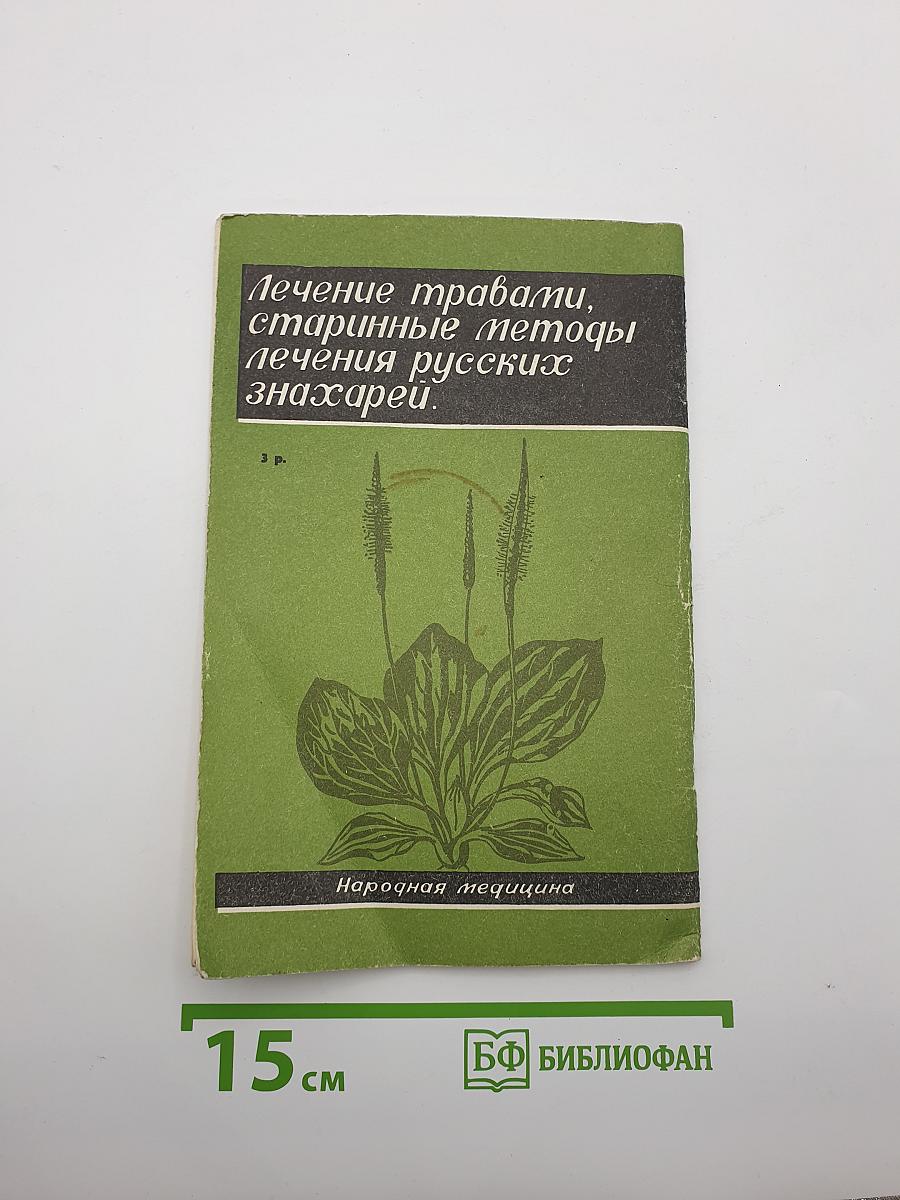 Лечение травами,
старинные методы
лечения русских
знахарей.
3 р.
Народная медицина
15 см
БФ БИБЛИОФАН